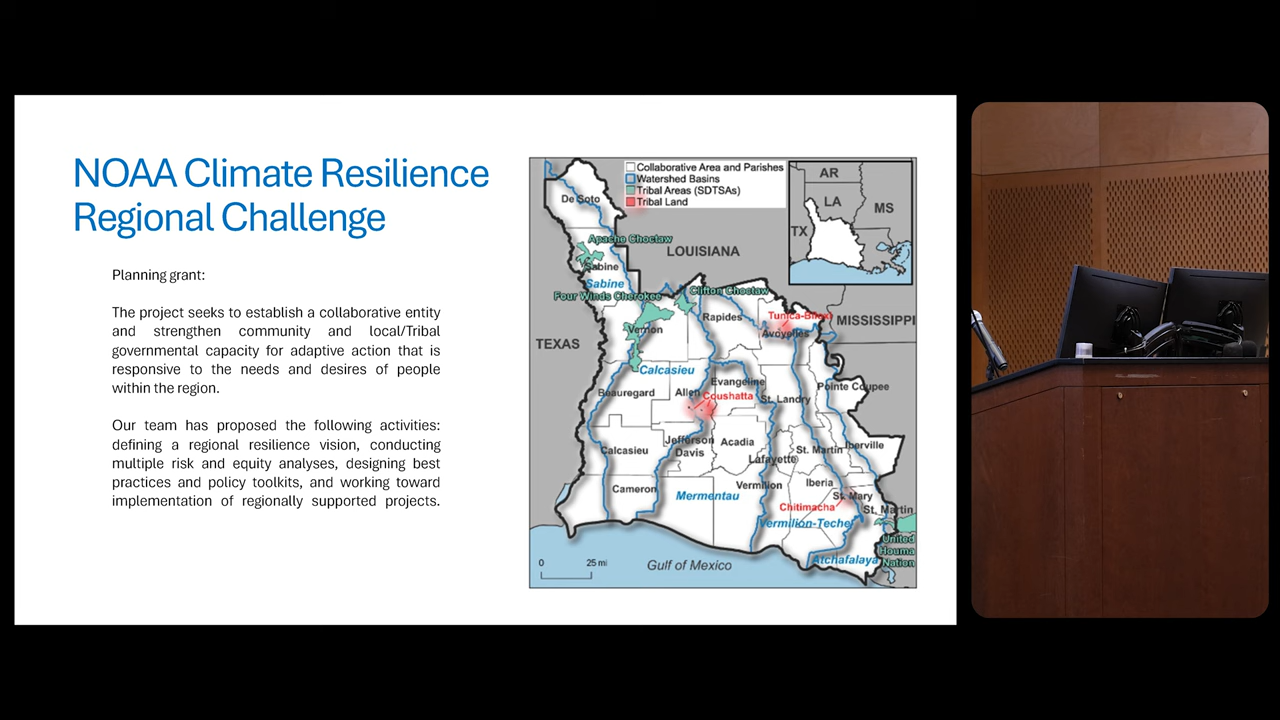 NOAA Climate Resilience
Regional Challenge
Planning grant:
The project seeks to establish a collaborative entity
and strengthen community and local/Tribal
governmental capacity for adaptive action that is
responsive to the needs and desires of people
within the region.
Our team has proposed the following activities:
defining a regional resilience vision, conducting
multiple risk and equity analyses, designing best
practices and policy toolkits, and working toward
implementation of regionally supported projects.
Collaborative Area and Parishes
Watershed Basins
Tribal Areas (SDTSAs)
Tribal Land
AR
LA
MS
TX
De Soto
Apache Choctaw
LOUISIANA
Sabine
Sabine
Four Winds Cherokee
Clifton Choctaw
Rapides
Tunica-Biloxi
MISSISSIPPI
Vernon
Avoyelles
TEXAS
Calcasieu
Evangeline
Pointe Coupee
Beauregard
Allen
Coushatta
St. Landry
Jefferson
Davis
Acadia
Iberville
Calcasieu
St. Martin
Lafayette
Cameron
Vermilion
Iberia
Mermentau
St. Mary
Chitimacha
St. Martin
Vermilion-Teche
United
Houma
Nation
Atchafalaya
0
25 mi
Gulf of Mexico